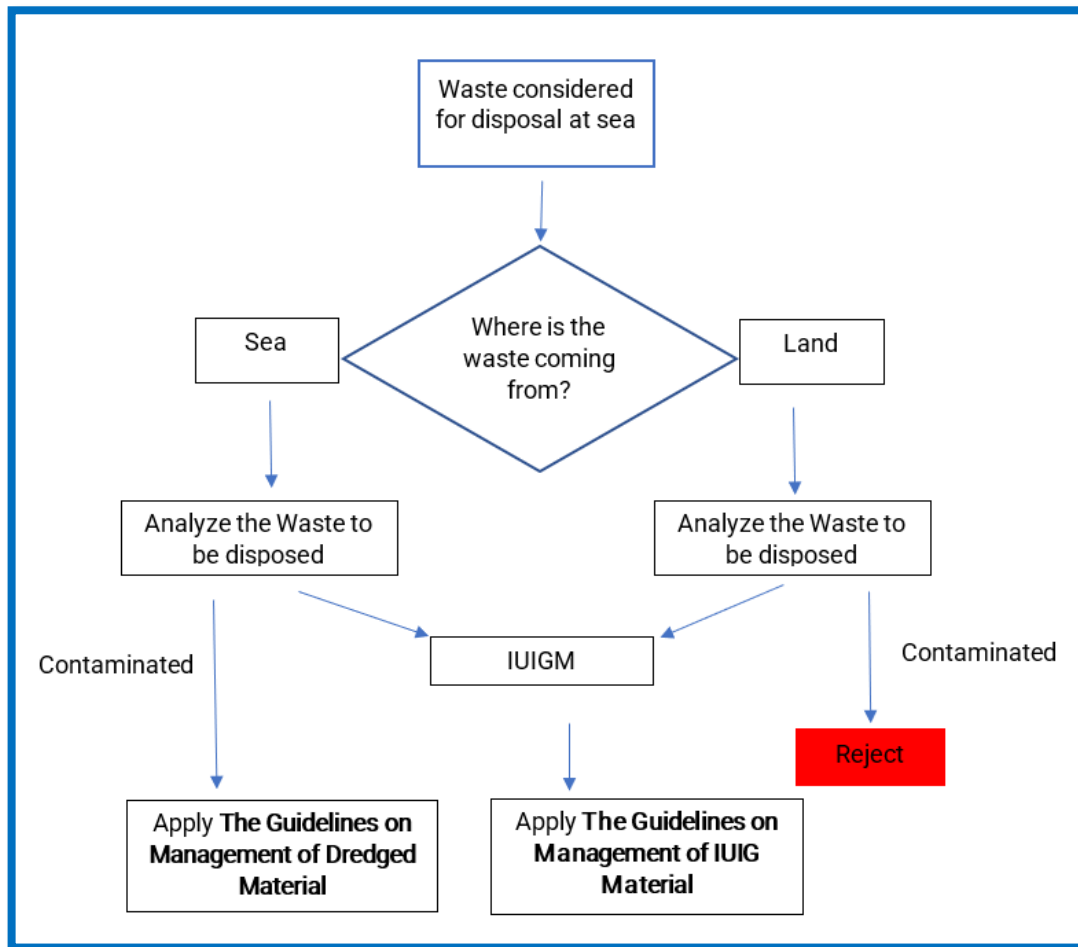 Waste considered
for disposal at sea
Where is the
waste coming
from?
Sea
Land
Analyze the Waste to
be disposed
Analyze the Waste to
be disposed
Contaminated
IUIGM
Contaminated
Reject
Apply The Guidelines on
Management of Dredged
Material
Apply The Guidelines on
Management of IUIG
Material